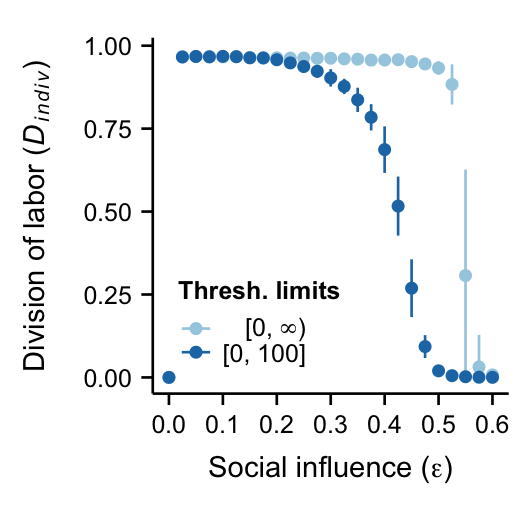 Division of labor (D_indiv)
1.00
0.75
0.50
0.25
0.00
Thresh. limits
[0, ∞)
[0, 100]
0.0 0.1 0.2 0.3 0.4 0.5 0.6
Social influence (ε)